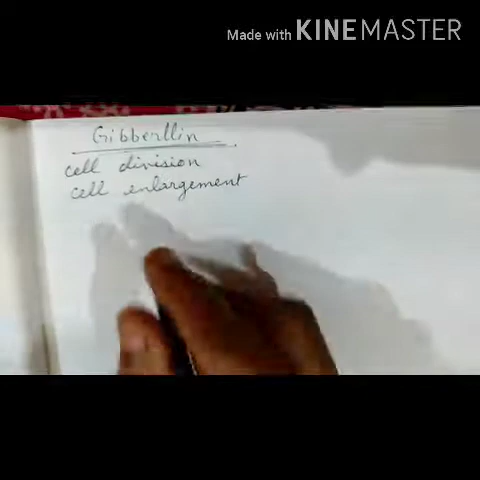 Made with KINEMASTER
Gibberllin
cell division
cell enlargement